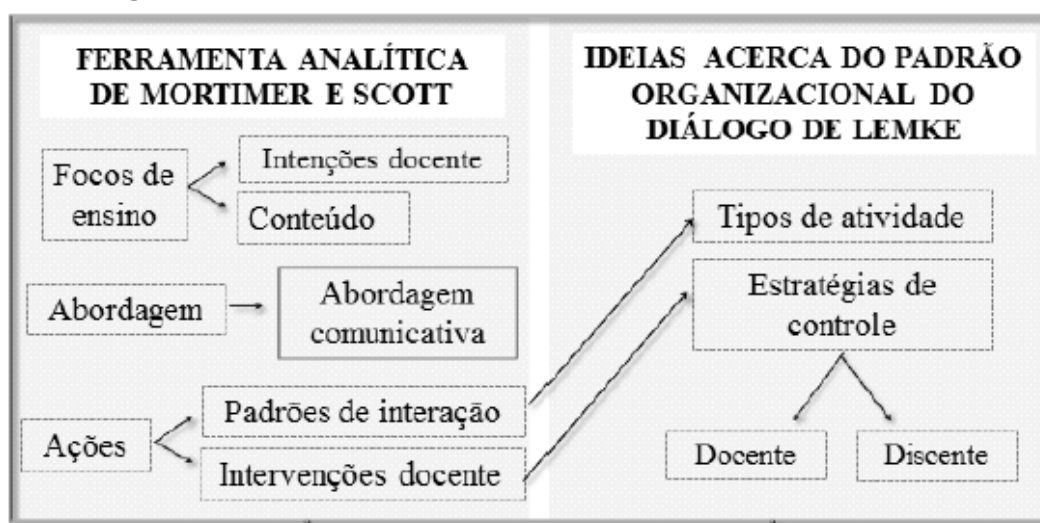 FERRAMENTA ANALÍTICA
DE MORTIMER E SCOTT
Focos de
ensino
Intenções docente
Conteúdo
Abordagem
Abordagem
comunicativa
Ações
Padrões de interação
Intervenções docente
IDEIAS ACERCA DO PADRÃO
ORGANIZACIONAL DO
DIÁLOGO DE LEMKE
Tipos de atividade
Estratégias de
controle
Docente
Discente